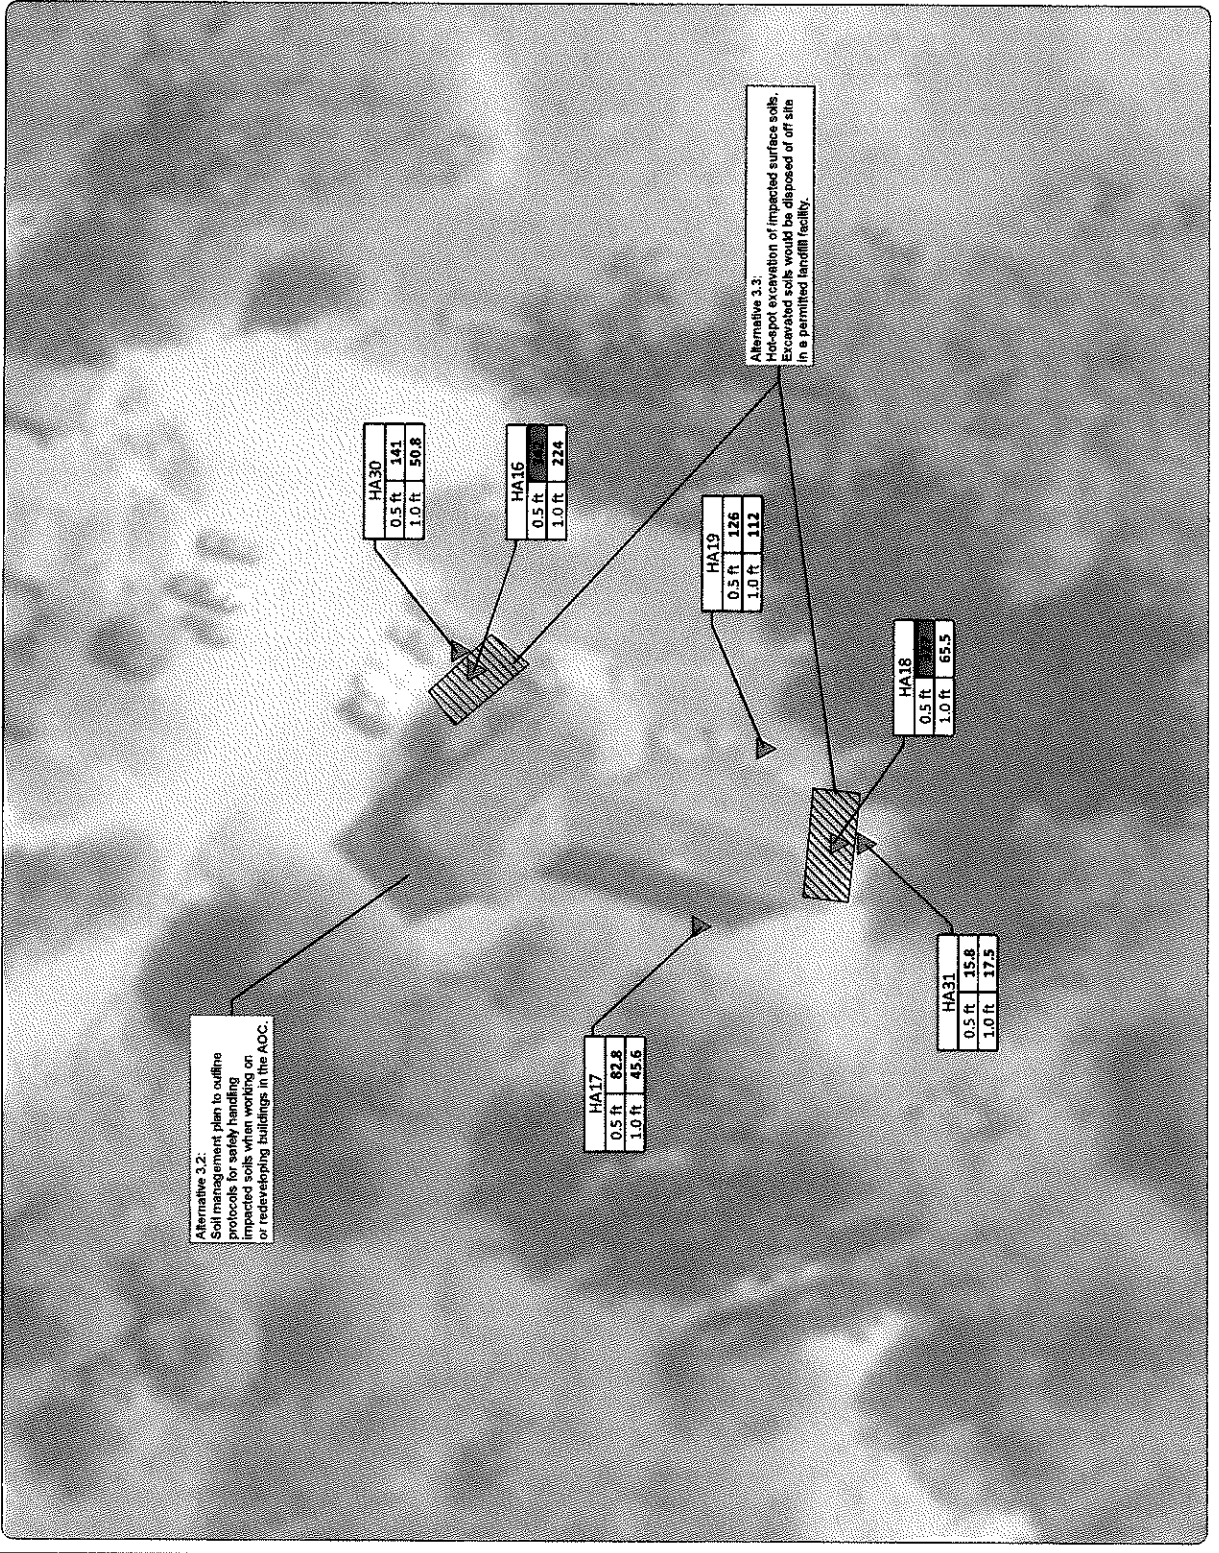 Alternative 3.2:
Soil management plan to outline
protocols for safely handling
impacted soils when working on
or redeveloping buildings in the AOC.
HA30
0.5 ft 141
1.0 ft 50.8
HA16
0.5 ft
1.0 ft 224
HA17
0.5 ft 82.8
1.0 ft 45.6
HA19
0.5 ft 126
1.0 ft 112
Alternative 3.3:
Hot-spot excavation of impacted surface soils.
Excavated soils would be disposed of off site
in a permitted landfill facility.
HA18
0.5 ft
1.0 ft 65.5
HA31
0.5 ft 15.8
1.0 ft 17.5